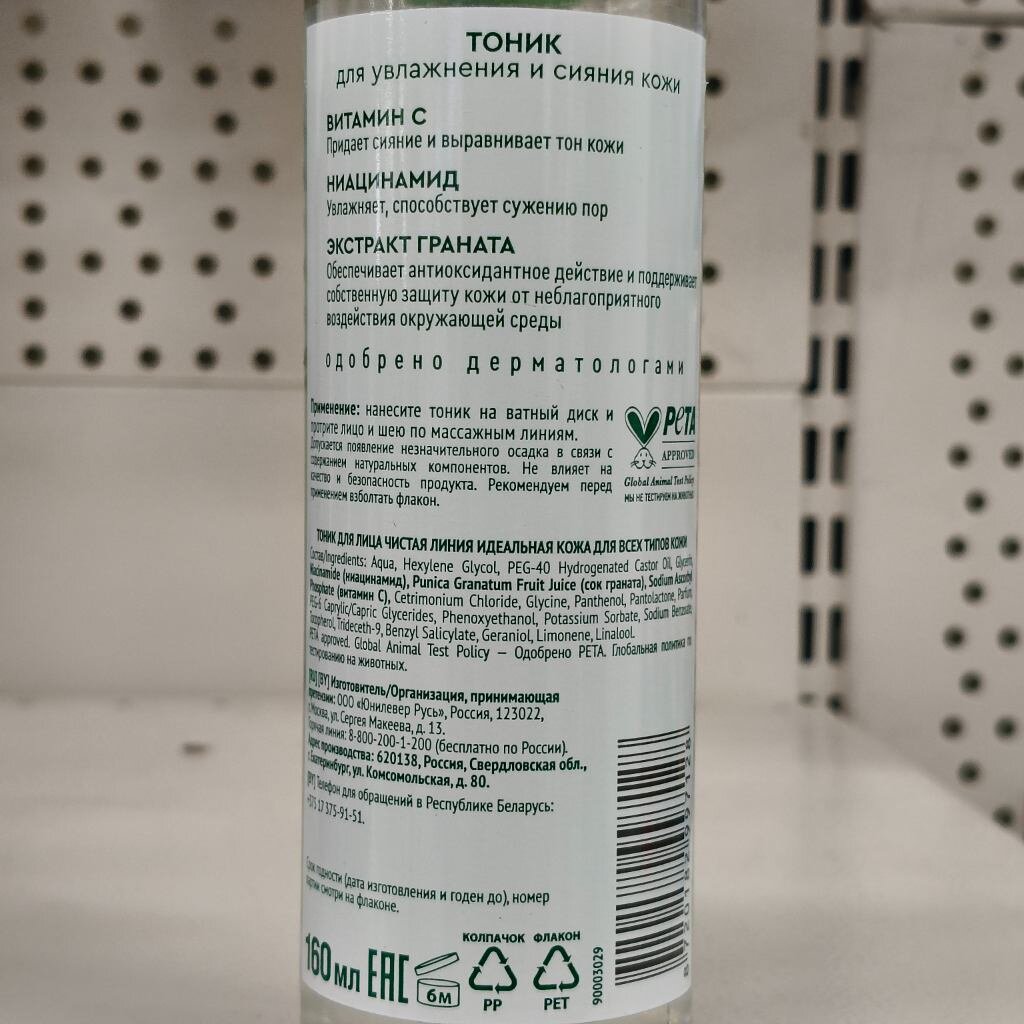 ТОНИК
для увлажнения и сияния кожи
ВИТАМИН С
Придает сияние и выравнивает тон кожи
НИАЦИНАМИД
Увлажняет, способствует сужению пор
ЭКСТРАКТ ГРАНАТА
Обеспечивает антиоксидантное действие и поддерживает
собственную защиту кожи от неблагоприятного
воздействия окружающей среды
одобрено дерматологами
Применение: нанесите тоник на ватный диск и
протрите лицо и шею по массажным линиям.
Допускается появление незначительного осадка в связи с
содержанием натуральных компонентов. Не влияет на
качество и безопасность продукта. Рекомендуем перед
применением взболтать флакон.
PETA
APPROVED
Global Animal Test Policy
МЫ НЕ ТЕСТИРУЕМ НА ЖИВОТНЫХ
ТОНИК ДЛЯ ЛИЦА ЧИСТАЯ ЛИНИЯ ИДЕАЛЬНАЯ КОЖА ДЛЯ ВСЕХ ТИПОВ КОЖИ
Состав/Ingredients: Aqua, Hexylene Glycol, PEG-40 Hydrogenated Castor Oil, Glycerin,
Niacinamide (ниацинамид), Punica Granatum Fruit Juice (сок граната), Sodium Ascorbyl
Phosphate (витамин С), Cetrimonium Chloride, Glycine, Panthenol, Pantolactone, Parfum,
PEG-6 Caprylic/Capric Glycerides, Phenoxyethanol, Potassium Sorbate, Sodium Benzoate,
Tocopherol, Trideceth-9, Benzyl Salicylate, Geraniol, Limonene, Linalool.
PETA approved. Global Animal Test Policy — Одобрено PETA. Глобальная политика по
тестированию на животных.
[RU] [BY] Изготовитель/Организация, принимающая
претензии: ООО «Юнилевер Русь», Россия, 123022,
г. Москва, ул. Сергея Макеева, д. 13.
Горячая линия: 8-800-200-1-200 (бесплатно по России).
Адрес производства: 620138, Россия, Свердловская обл.,
г. Екатеринбург, ул. Комсомольская, д. 80.
[BY] Телефон для обращений в Республике Беларусь:
+375 17 375-91-51.
Срок годности (дата изготовления и годен до), номер
партии смотри на флаконе.
160 мл EAC
6м
КОЛПАЧОК ФЛАКОН
PP PET
90003029